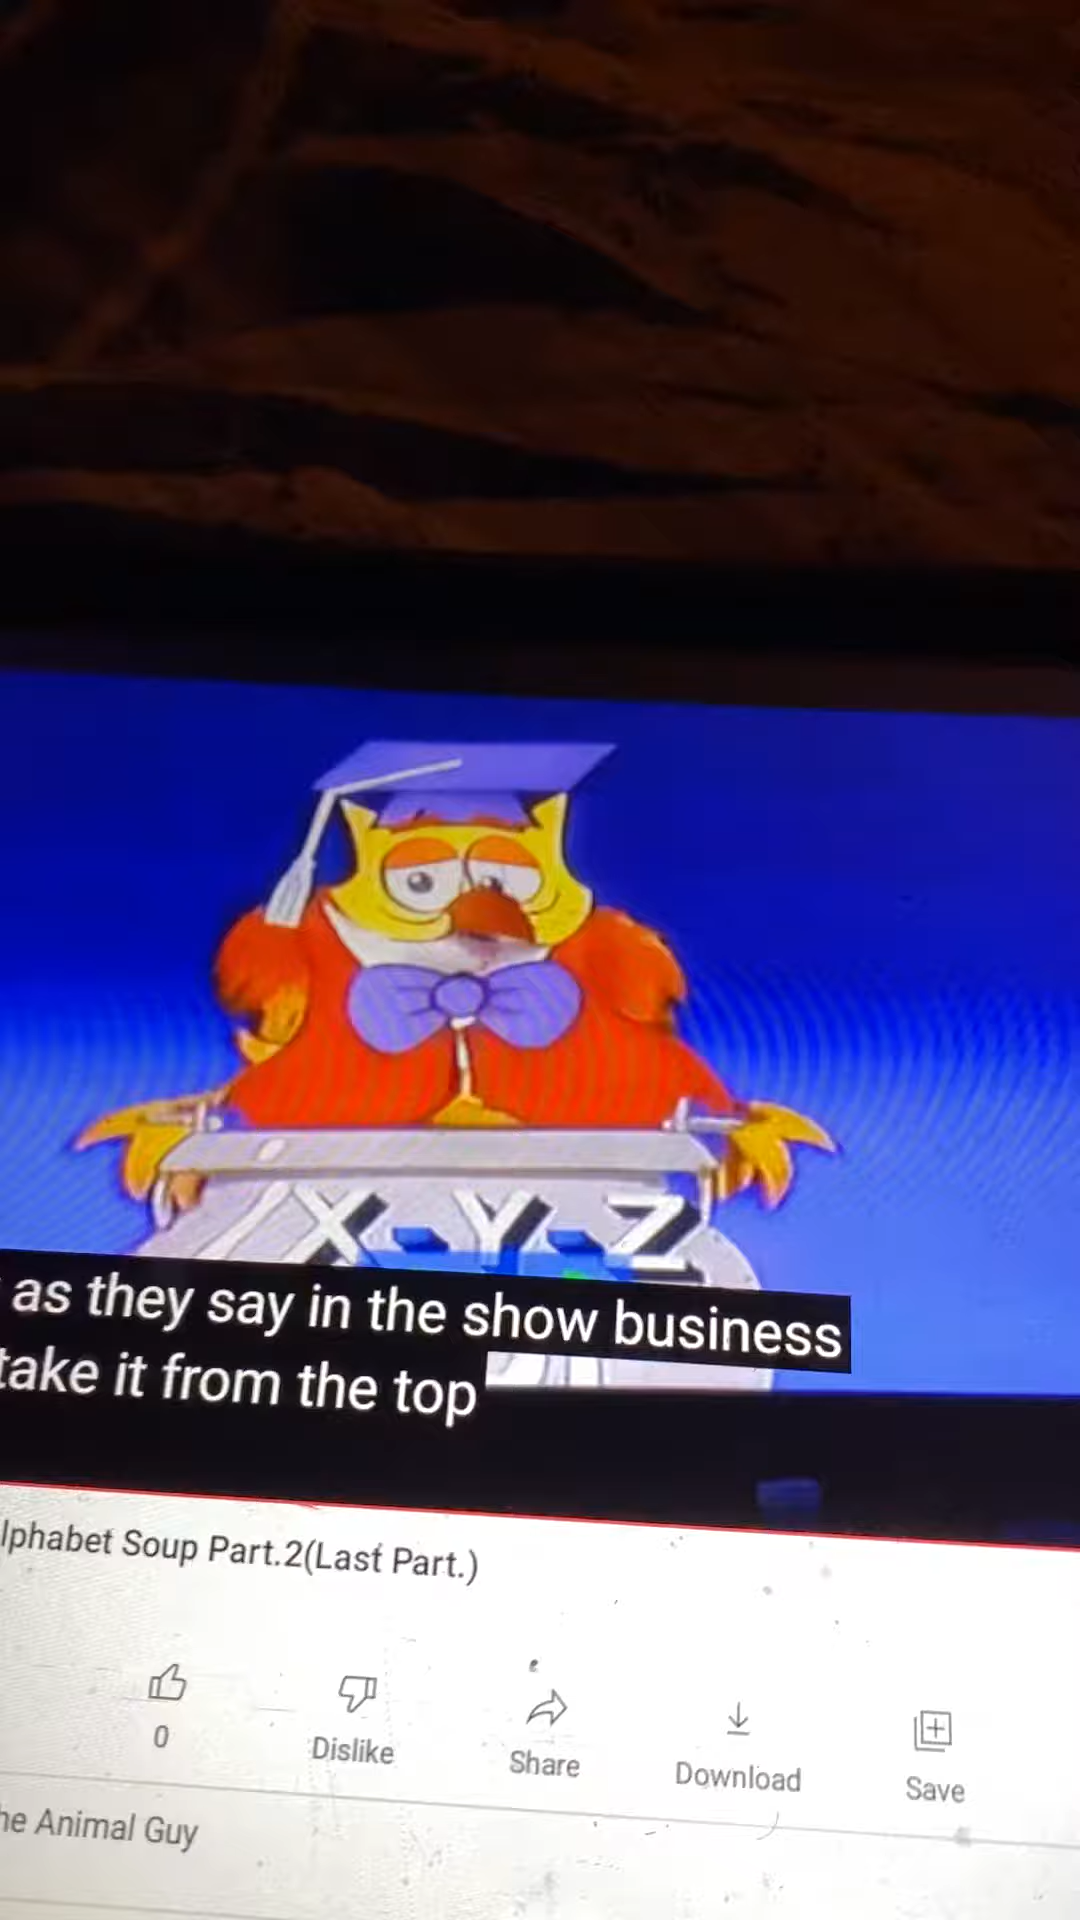 X-Y-Z
as they say in the show business
take it from the top
lphabet Soup Part.2(Last Part.)
0
Dislike
Share
Download
Save
he Animal Guy